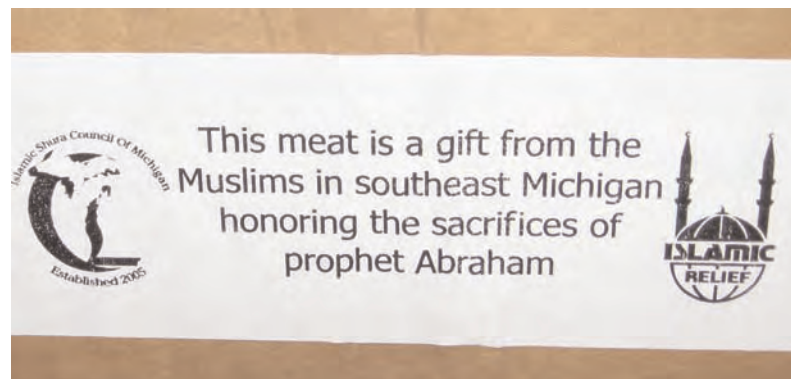 Islamic Shura Council Of Michigan
Established 2005
This meat is a gift from the
Muslims in southeast Michigan
honoring the sacrifices of
prophet Abraham
ISLAMIC
RELIEF